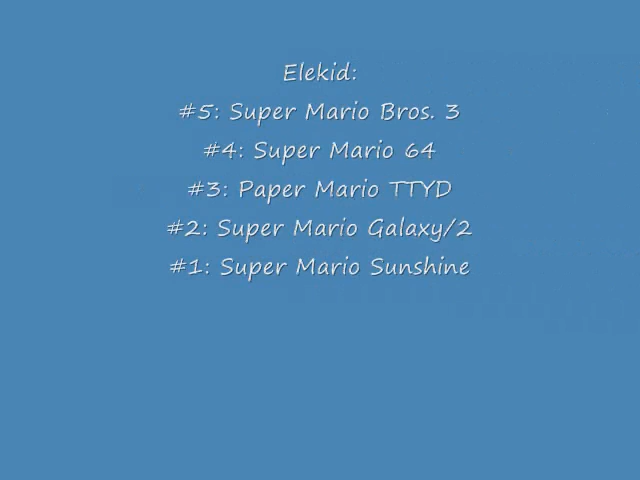 Elekid:
#5: Super Mario Bros. 3
#4: Super Mario 64
#3: Paper Mario TTYD
#2: Super Mario Galaxy/2
#1: Super Mario Sunshine